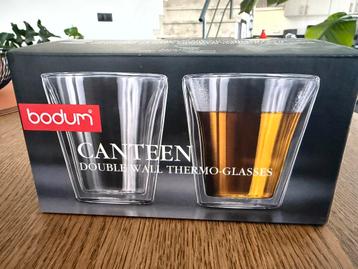 bodum
CANTEEN
DOUBLE WALL THERMO-GLASSES